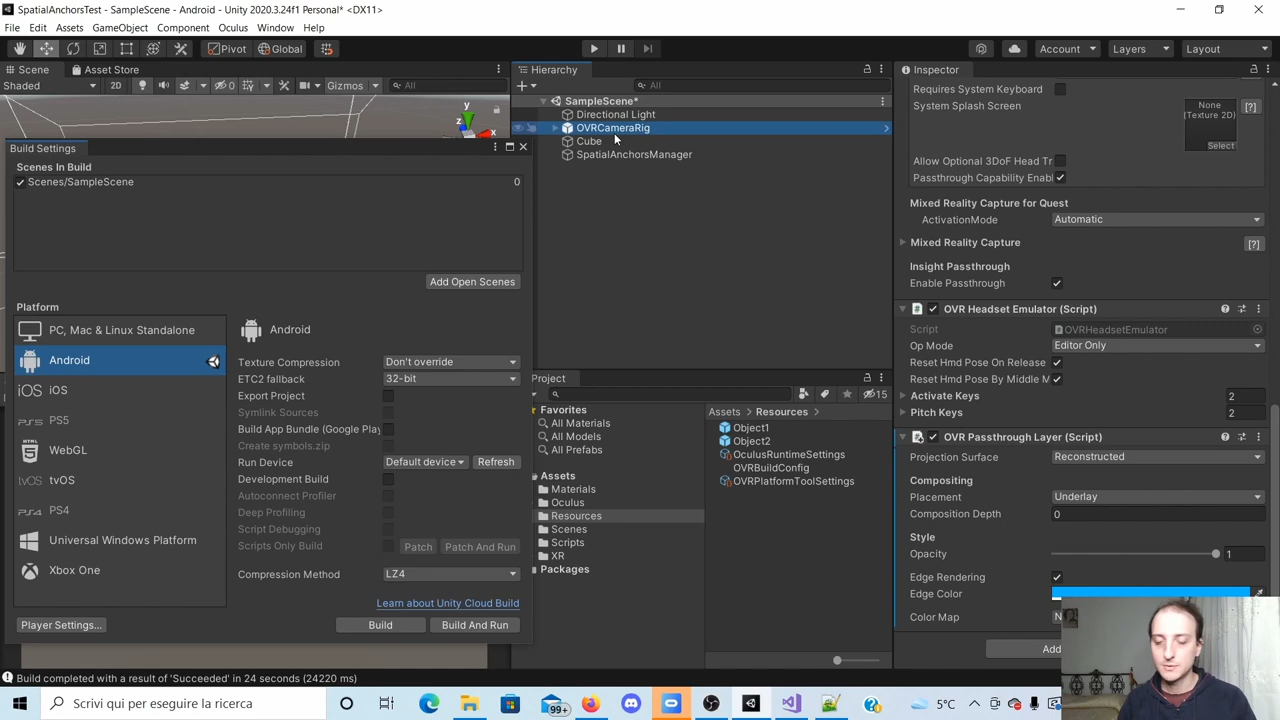 SpatialAnchorsTest - SampleScene - Android - Unity 2020.3.24f1 Personal* <DX11>
File Edit Assets GameObject Component Oculus Window Help
Pivot Global Account Layers Layout
Scene Asset Store
Shaded 2D 0 Gizmos All
y
x
Hierarchy
All
SampleScene*
Directional Light
OVRCameraRig
Cube
SpatialAnchorsManager
Build Settings
Scenes In Build
Scenes/SampleScene 0
Add Open Scenes
Platform
PC, Mac & Linux Standalone
Android
iOS iOS
PS5 PS5
HTML
WebGL
tvOS tvOS
PS4 PS4
Universal Windows Platform
Xbox One
Player Settings...
Android
Texture Compression Don't override
ETC2 fallback 32-bit
Export Project
Symlink Sources
Build App Bundle (Google Play
Create symbols.zip
Run Device Default device Refresh
Development Build
Autoconnect Profiler
Deep Profiling
Script Debugging
Scripts Only Build Patch Patch And Run
Compression Method LZ4
Learn about Unity Cloud Build
Build Build And Run
Project
15
Favorites
All Materials
All Models
All Prefabs
Assets
Materials
Oculus
Resources
Scenes
Scripts
XR
Packages
Assets > Resources >
Object1
Object2
OculusRuntimeSettings
OVRBuildConfig
OVRPlatformToolSettings
Inspector
Requires System Keyboard
System Splash Screen
None
(Texture 2D)
Select
[?]
Allow Optional 3DoF Head Tr
Passthrough Capability Enabl
Mixed Reality Capture for Quest
ActivationMode Automatic
Mixed Reality Capture [?]
Insight Passthrough
Enable Passthrough
OVR Headset Emulator (Script)
Script OVRHeadsetEmulator
Op Mode Editor Only
Reset Hmd Pose On Release
Reset Hmd Pose By Middle M
Activate Keys 2
Pitch Keys 2
OVR Passthrough Layer (Script)
Projection Surface Reconstructed
Compositing
Placement Underlay
Composition Depth 0
Style
Opacity 1
Edge Rendering
Edge Color
Color Map N
Add
Build completed with a result of 'Succeeded' in 24 seconds (24220 ms)
Scrivi qui per eseguire la ricerca
99+
5°C